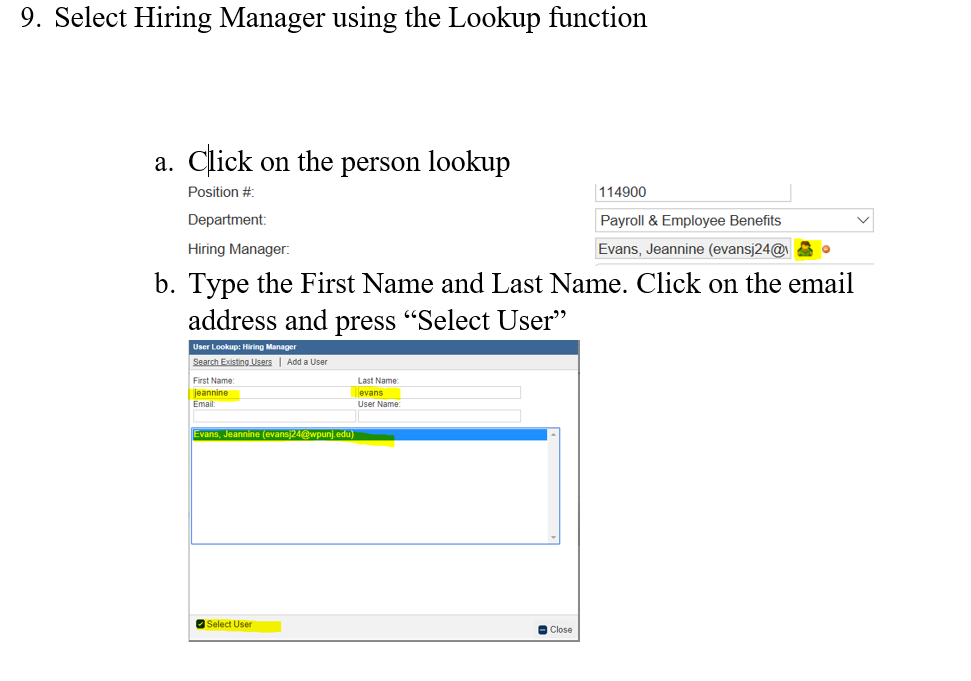 9. Select Hiring Manager using the Lookup function
a. Click on the person lookup
Position #: 114900
Department: Payroll & Employee Benefits
Hiring Manager: Evans, Jeannine (evansj24@w
b. Type the First Name and Last Name. Click on the email
address and press “Select User”
User Lookup: Hiring Manager
Search Existing Users | Add a User
First Name: Last Name:
jeannine evans
Email: User Name:
Evans, Jeannine (evansj24@wpunj.edu)
Select User
Close